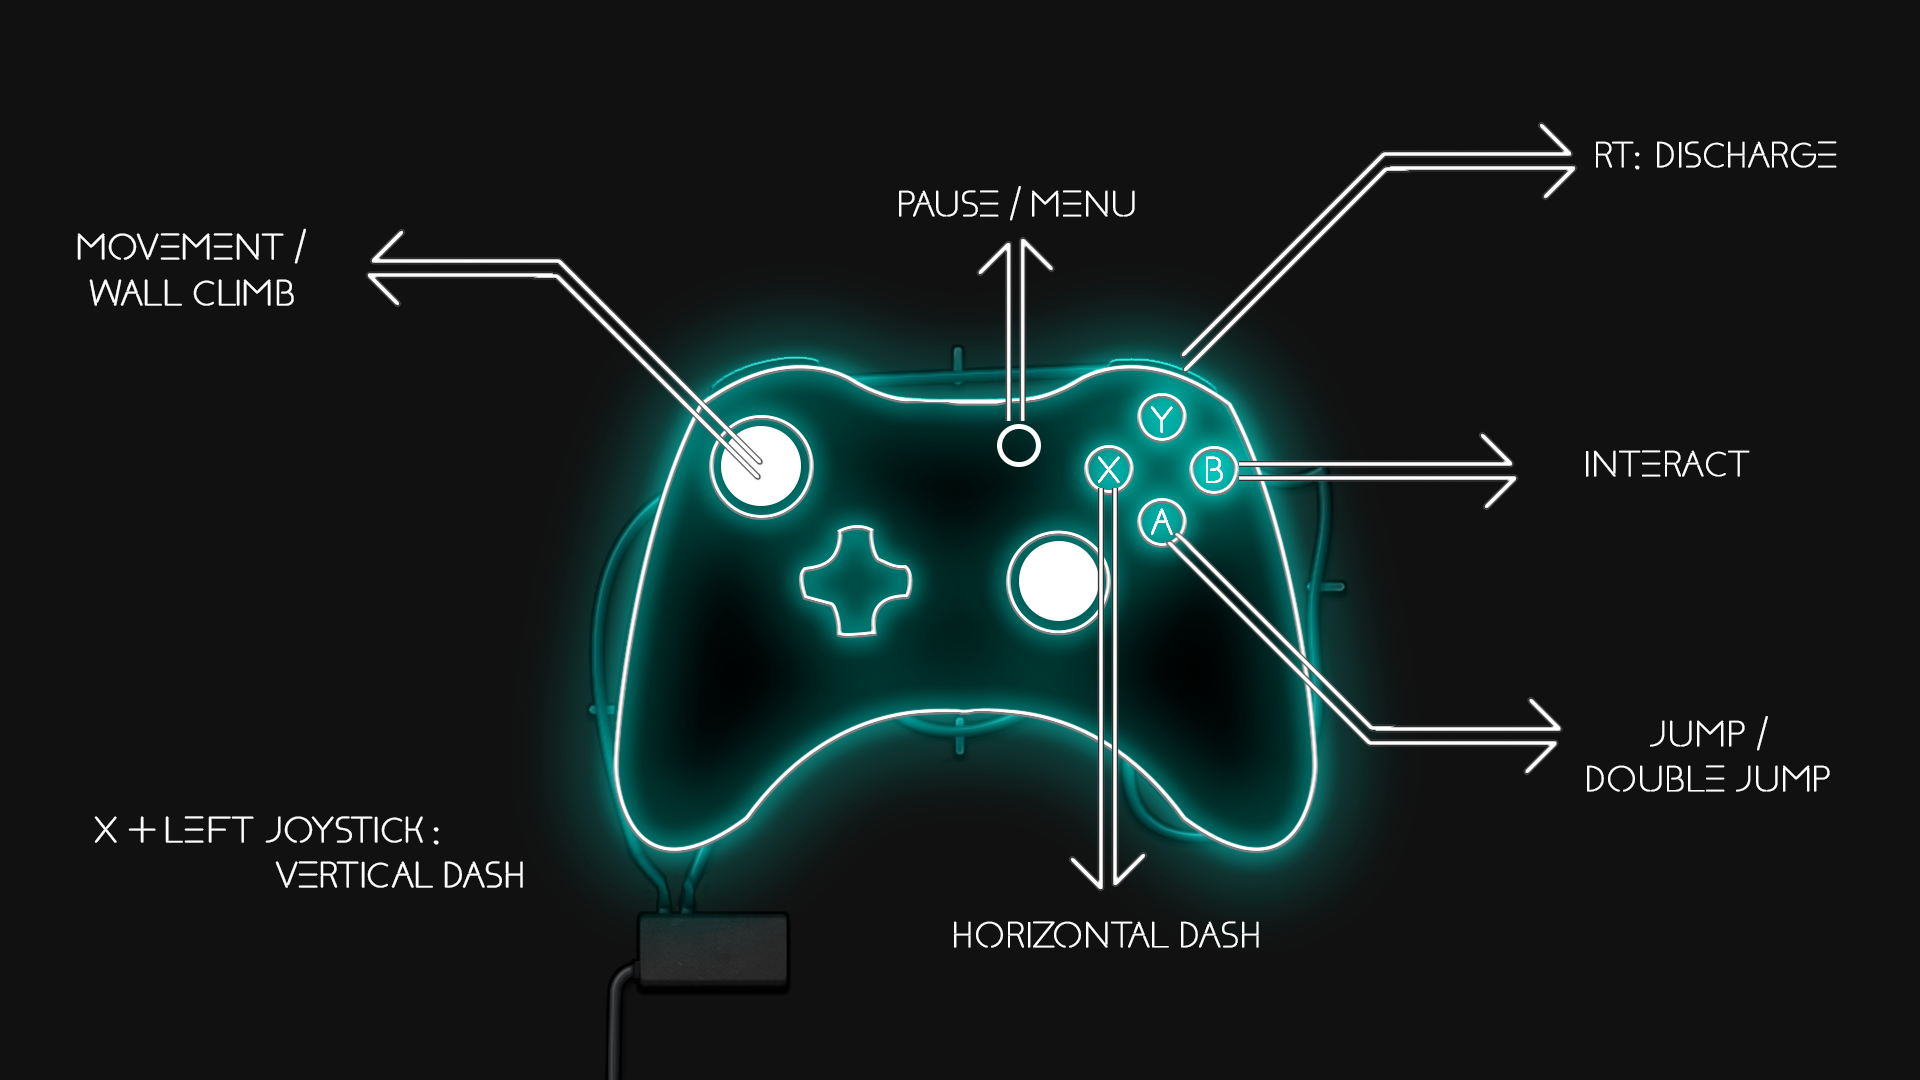 RT: DISCHARGE
PAUSE / MENU
MOVEMENT /
WALL CLIMB
Y
X
B
INTERACT
A
JUMP /
DOUBLE JUMP
X + LEFT JOYSTICK :
VERTICAL DASH
HORIZONTAL DASH